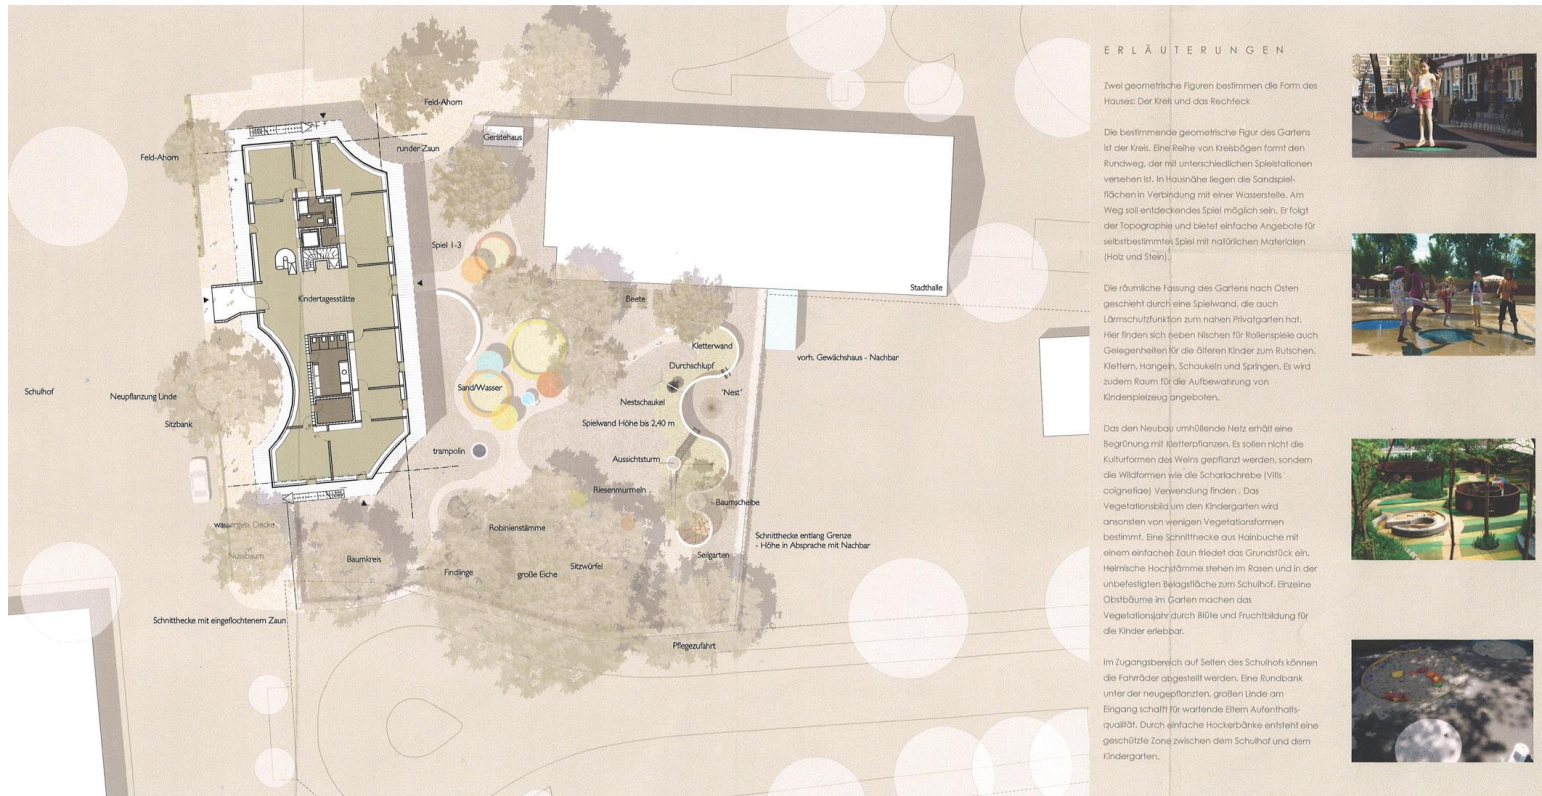 Feld-Ahorn
Gerätehaus
Feld-Ahorn
runder Zaun
Spiel 1-3
Kindertagesstätte
Beete
Stadthalle
Kletterwand
vorh. Gewächshaus - Nachbar
Durchschlupf
Schulhof
Neupflanzung Linde
Sand/Wasser
'Nest'
Nestschaukel
Sitzbank
Spielwand Höhe bis 2,40 m
trampolin
Aussichtsturm
Riesenmurmeln
Baumscheibe
wassergeb. Decke
Robinienstämme
Schnitthecke entlang Grenze
- Höhe in Absprache mit Nachbar
Nussbaum
Baumkreis
Seilgarten
Findlinge
große Eiche
Sitzwürfel
Schnitthecke mit eingeflochtenem Zaun
Pflegezufahrt
ERLÄUTERUNGEN
Zwei geometrische Figuren bestimmen die Form des
Hauses: Der Kreis und das Rechteck
Die bestimmende geometrische Figur des Gartens
ist der Kreis. Eine Reihe von Kreisbögen formt den
Rundweg, der mit unterschiedlichen Spielstationen
versehen ist. In Hausnähe liegen die Sandspiel-
flächen in Verbindung mit einer Wasserstelle. Am
Weg soll entdeckendes Spiel möglich sein. Er folgt
der Topographie und bietet einfache Angebote für
selbstbestimmtes Spiel mit natürlichen Materialien
(Holz und Stein).
Die räumliche Fassung des Gartens nach Osten
geschieht durch eine Spielwand, die auch
Lärmschutzfunktion zum nahen Privatgarten hat.
Hier finden sich neben Nischen für Rollenspiele auch
Gelegenheiten für die älteren Kinder zum Rutschen,
Klettern, Hangeln, Schaukeln und Springen. Es wird
zudem Raum für die Aufbewahrung von
Kinderspielzeug angeboten.
Das den Neubau umhüllende Netz erhält eine
Begrünung mit Kletterpflanzen. Es sollen nicht die
Kulturformen des Weins gepflanzt werden, sondern
die Wildformen wie die Scharlachrebe (Vitis
coignetiae) Verwendung finden . Das
Vegetationsbild um den Kindergarten wird
ansonsten von wenigen Vegetationsformen
bestimmt. Eine Schnitthecke aus Hainbuche mit
einem einfachen Zaun friedet das Grundstück ein.
Heimische Hochstämme stehen im Rasen und in der
unbefestigten Belagsfläche zum Schulhof. Einzelne
Obstbäume im Garten machen das
Vegetationsjahr durch Blüte und Fruchtbildung für
die Kinder erlebbar.
Im Zugangsbereich auf Seiten des Schulhofs können
die Fahrräder abgestellt werden. Eine Rundbank
unter der neugepflanzten, großen Linde am
Eingang schafft für wartende Eltern Aufenthalts-
qualität. Durch einfache Hockerbänke entsteht eine
geschützte Zone zwischen dem Schulhof und dem
Kindergarten.